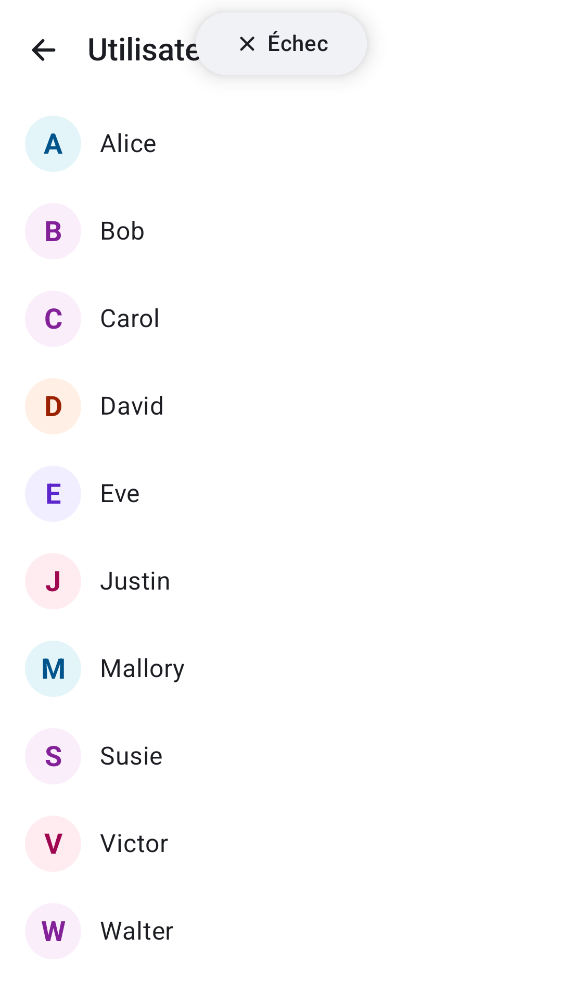 Utilisate
Échec
A Alice
B Bob
C Carol
D David
E Eve
J Justin
M Mallory
S Susie
V Victor
W Walter